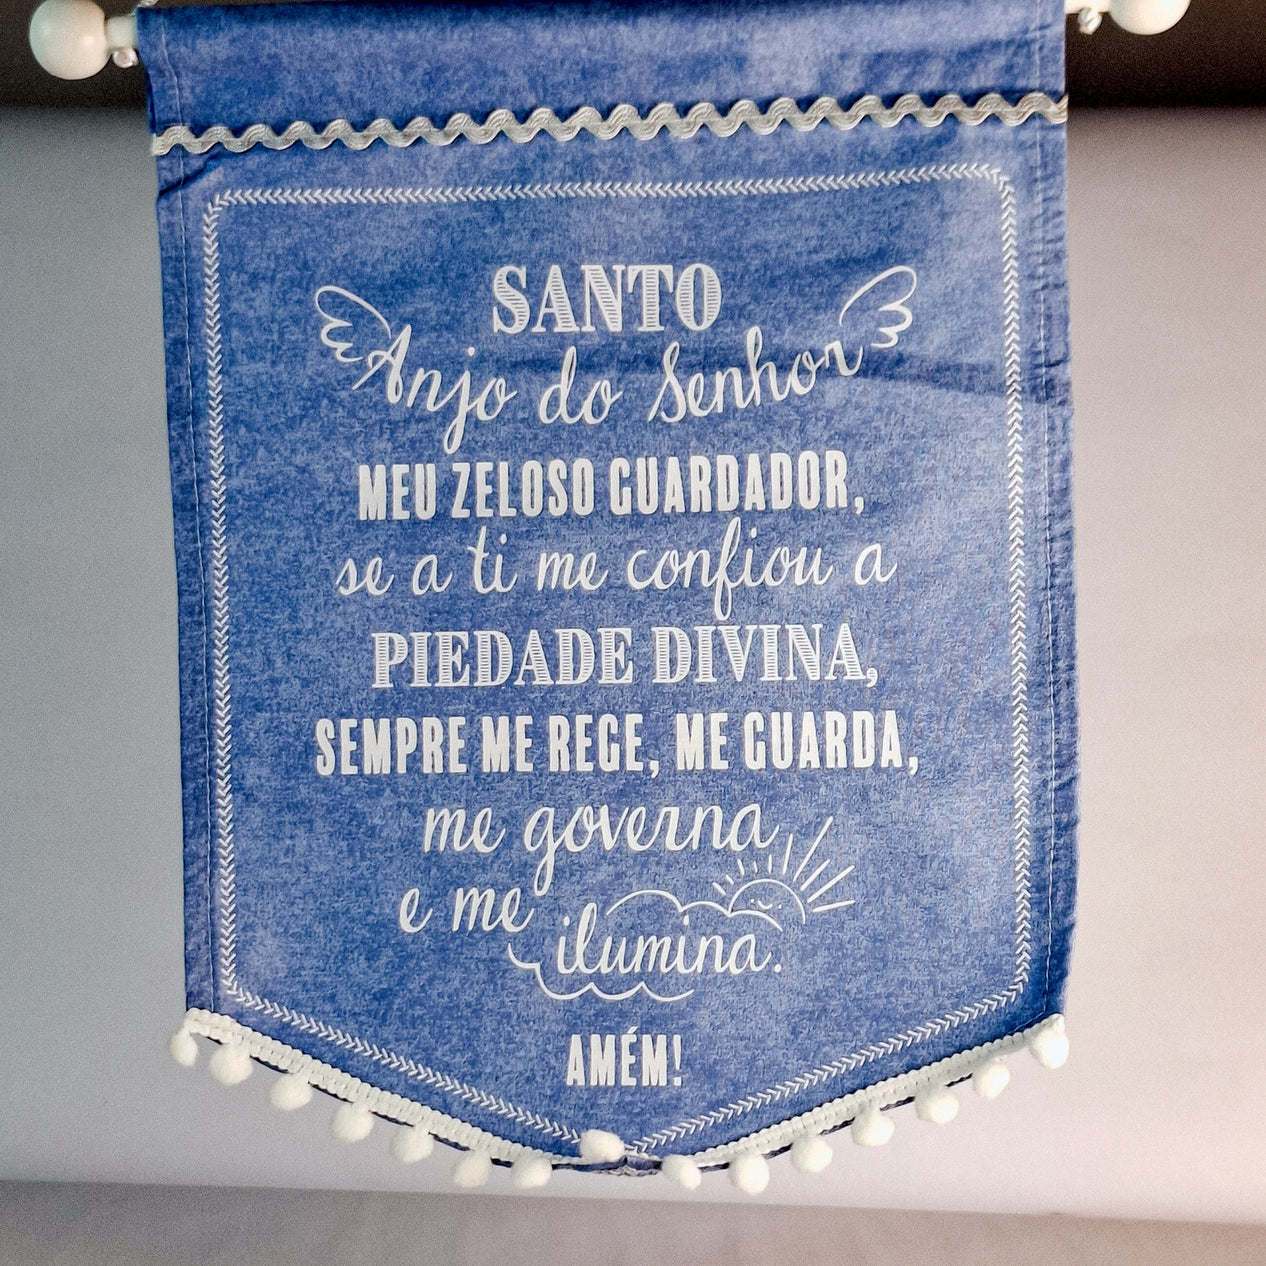 SANTO
Anjo do Senhor
MEU ZELOSO GUARDADOR,
se a ti me confiou a
PIEDADE DIVINA,
SEMPRE ME REGE, ME GUARDA,
me governa
e me
ilumina.
AMÉM!